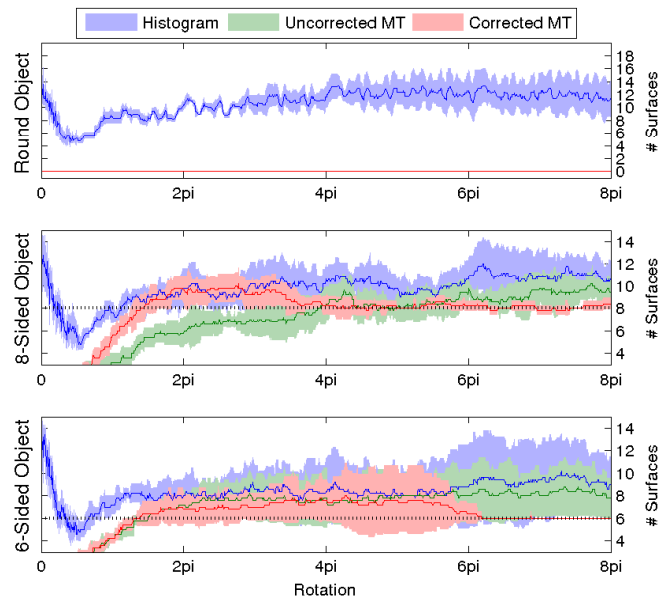 Histogram Uncorrected MT Corrected MT
Round Object
18
16
14
12
10
8
6
4
2
0
# Surfaces
0 2pi 4pi 6pi 8pi
8-Sided Object
14
12
10
8
6
4
# Surfaces
0 2pi 4pi 6pi 8pi
6-Sided Object
14
12
10
8
6
4
# Surfaces
0 2pi 4pi 6pi 8pi
Rotation